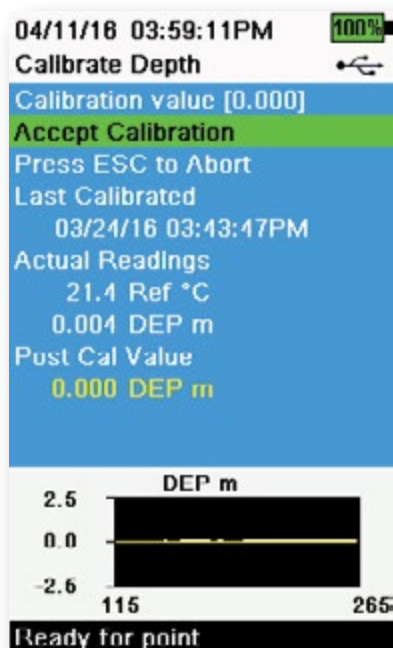 04/11/16 03:59:11PM 100%
Calibrate Depth
Calibration value [0.000]
Accept Calibration
Press ESC to Abort
Last Calibrated
03/24/16 03:43:47PM
Actual Readings
21.4 Ref °C
0.004 DEP m
Post Cal Value
0.000 DEP m
DEP m
2.5
0.0
-2.6
115 265
Ready for point